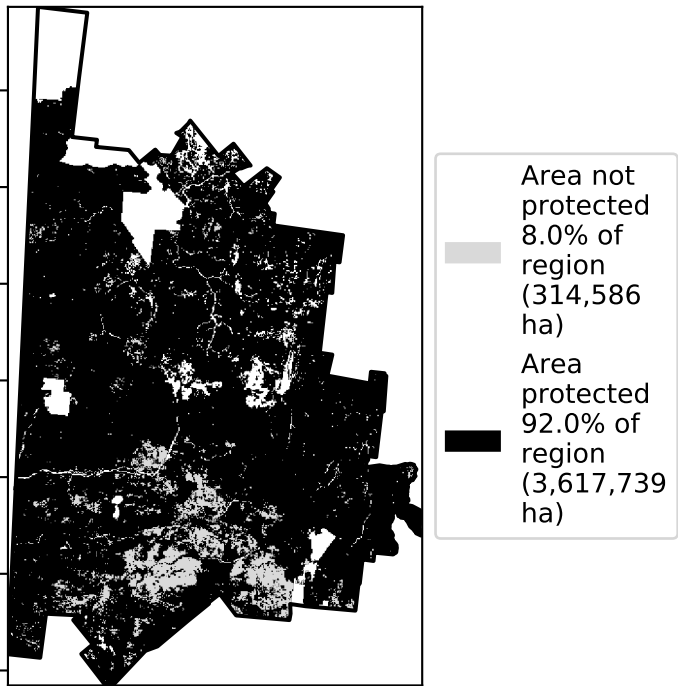 Area not
protected
8.0% of
region
(314,586
ha)
Area
protected
92.0% of
region
(3,617,739
ha)